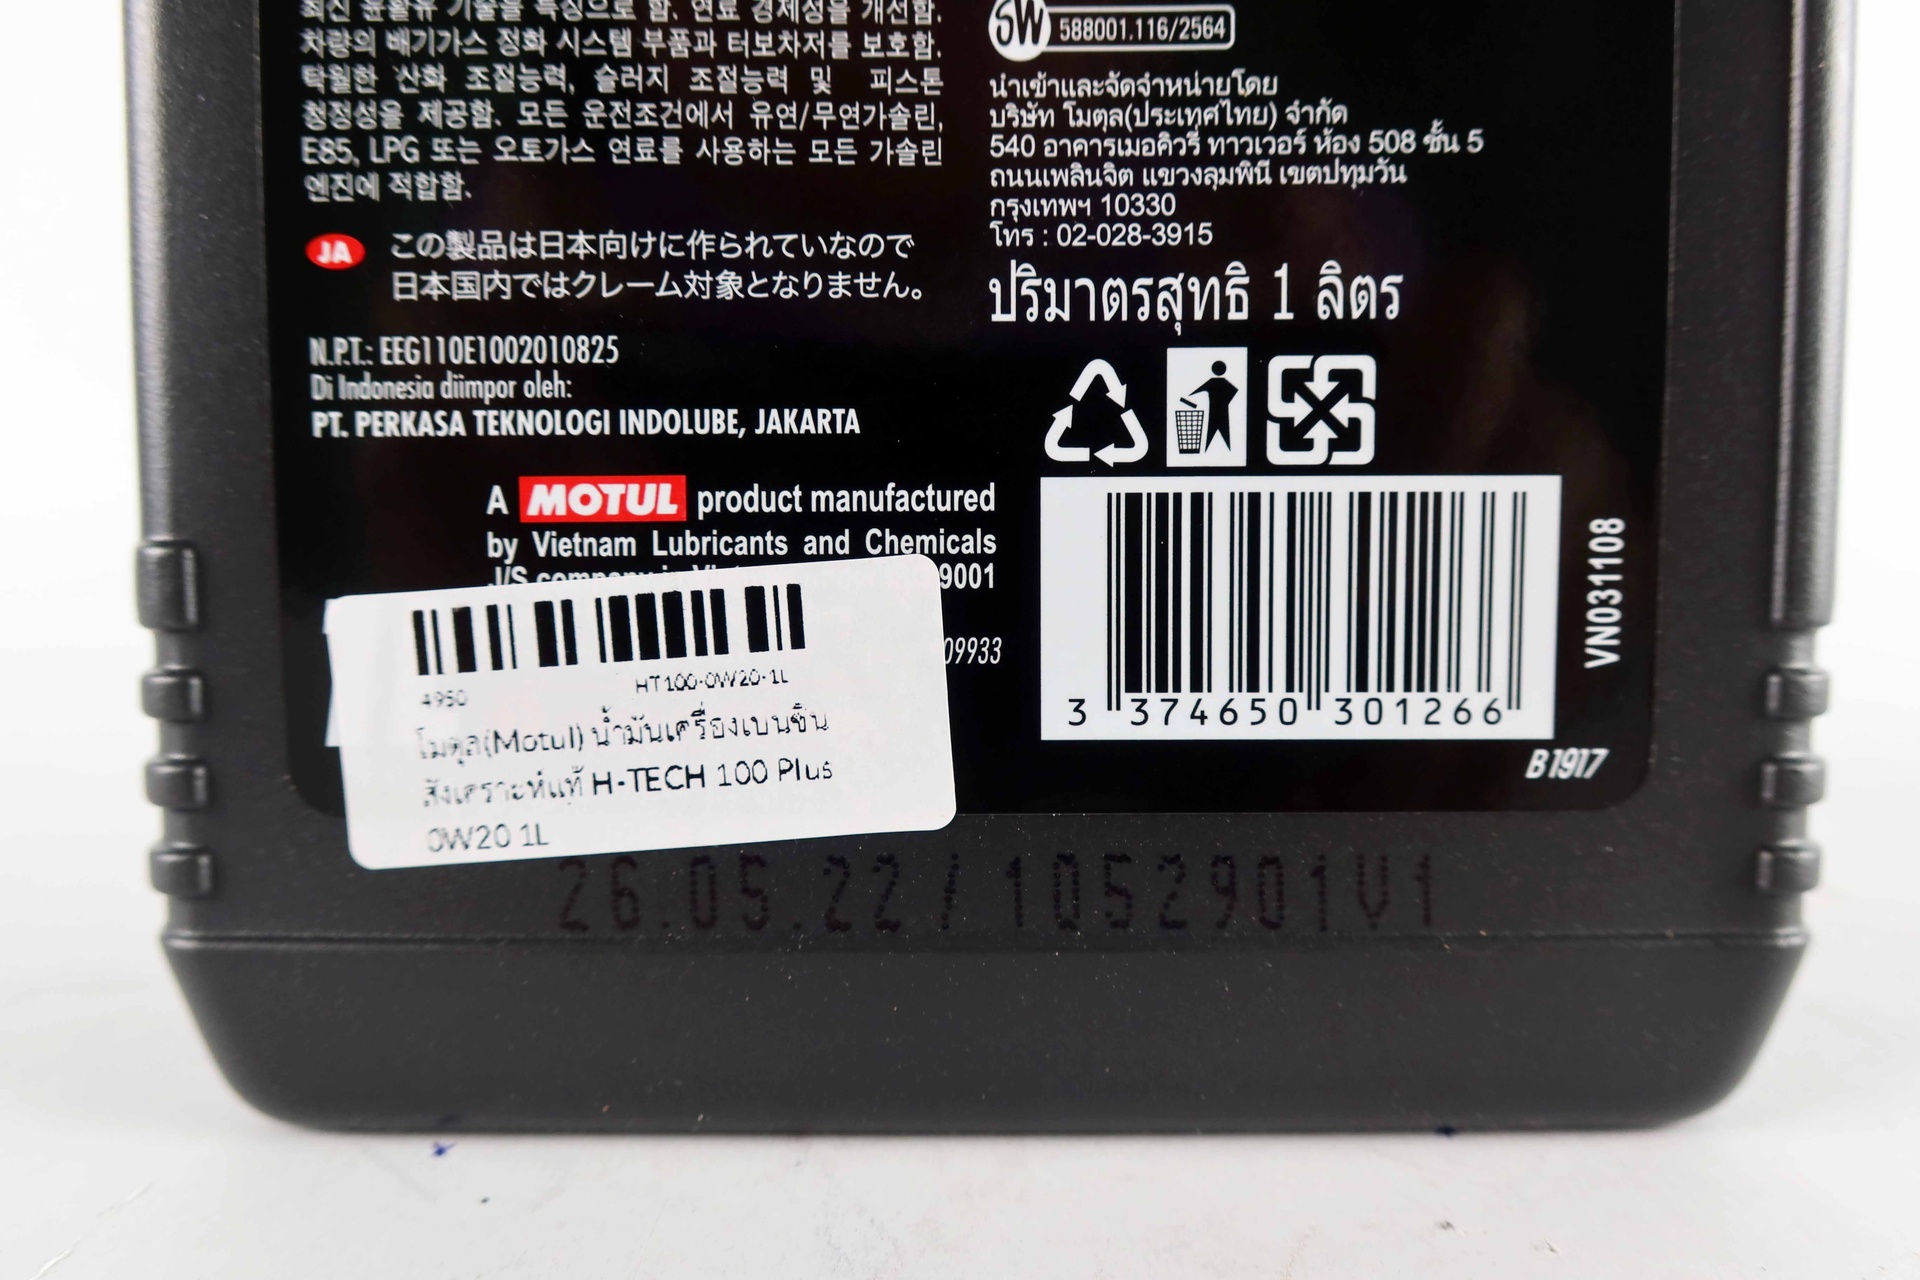 최신 윤활유 기술을 특징으로 함. 연료 경제성을 개선함.
차량의 배기가스 정화 시스템 부품과 터보차저를 보호함.
탁월한 산화 조절능력, 슬러지 조절능력 및 피스톤
청정성을 제공함. 모든 운전조건에서 유연/무연가솔린,
E85, LPG 또는 오토가스 연료를 사용하는 모든 가솔린
엔진에 적합함.
JA この製品は日本向けに作られていないので
日本国内ではクレーム対象となりません。
N.P.T.: EEG110E1002010825
Di Indonesia diimpor oleh:
PT. PERKASA TEKNOLOGI INDOLUBE, JAKARTA
A MOTUL product manufactured
by Vietnam Lubricants and Chemicals
J/S company in 9001
09933
4950 HT100-0W20-1L
โมตุล(Motul) น้ำมันเครื่องเบนซิน
สังเคราะห์แท้ H-TECH 100 Plus
0W20 1L
588001.116/2564
นำเข้าและจัดจำหน่ายโดย
บริษัท โมตุล(ประเทศไทย) จำกัด
540 อาคารเมอคิวรี่ ทาวเวอร์ ห้อง 508 ชั้น 5
ถนนเพลินจิต แขวงลุมพินี เขตปทุมวัน
กรุงเทพฯ 10330
โทร : 02-028-3915
ปริมาตรสุทธิ 1 ลิตร
3 374650 301266
VN031108
B1917
26.05.22 / 1052901V1